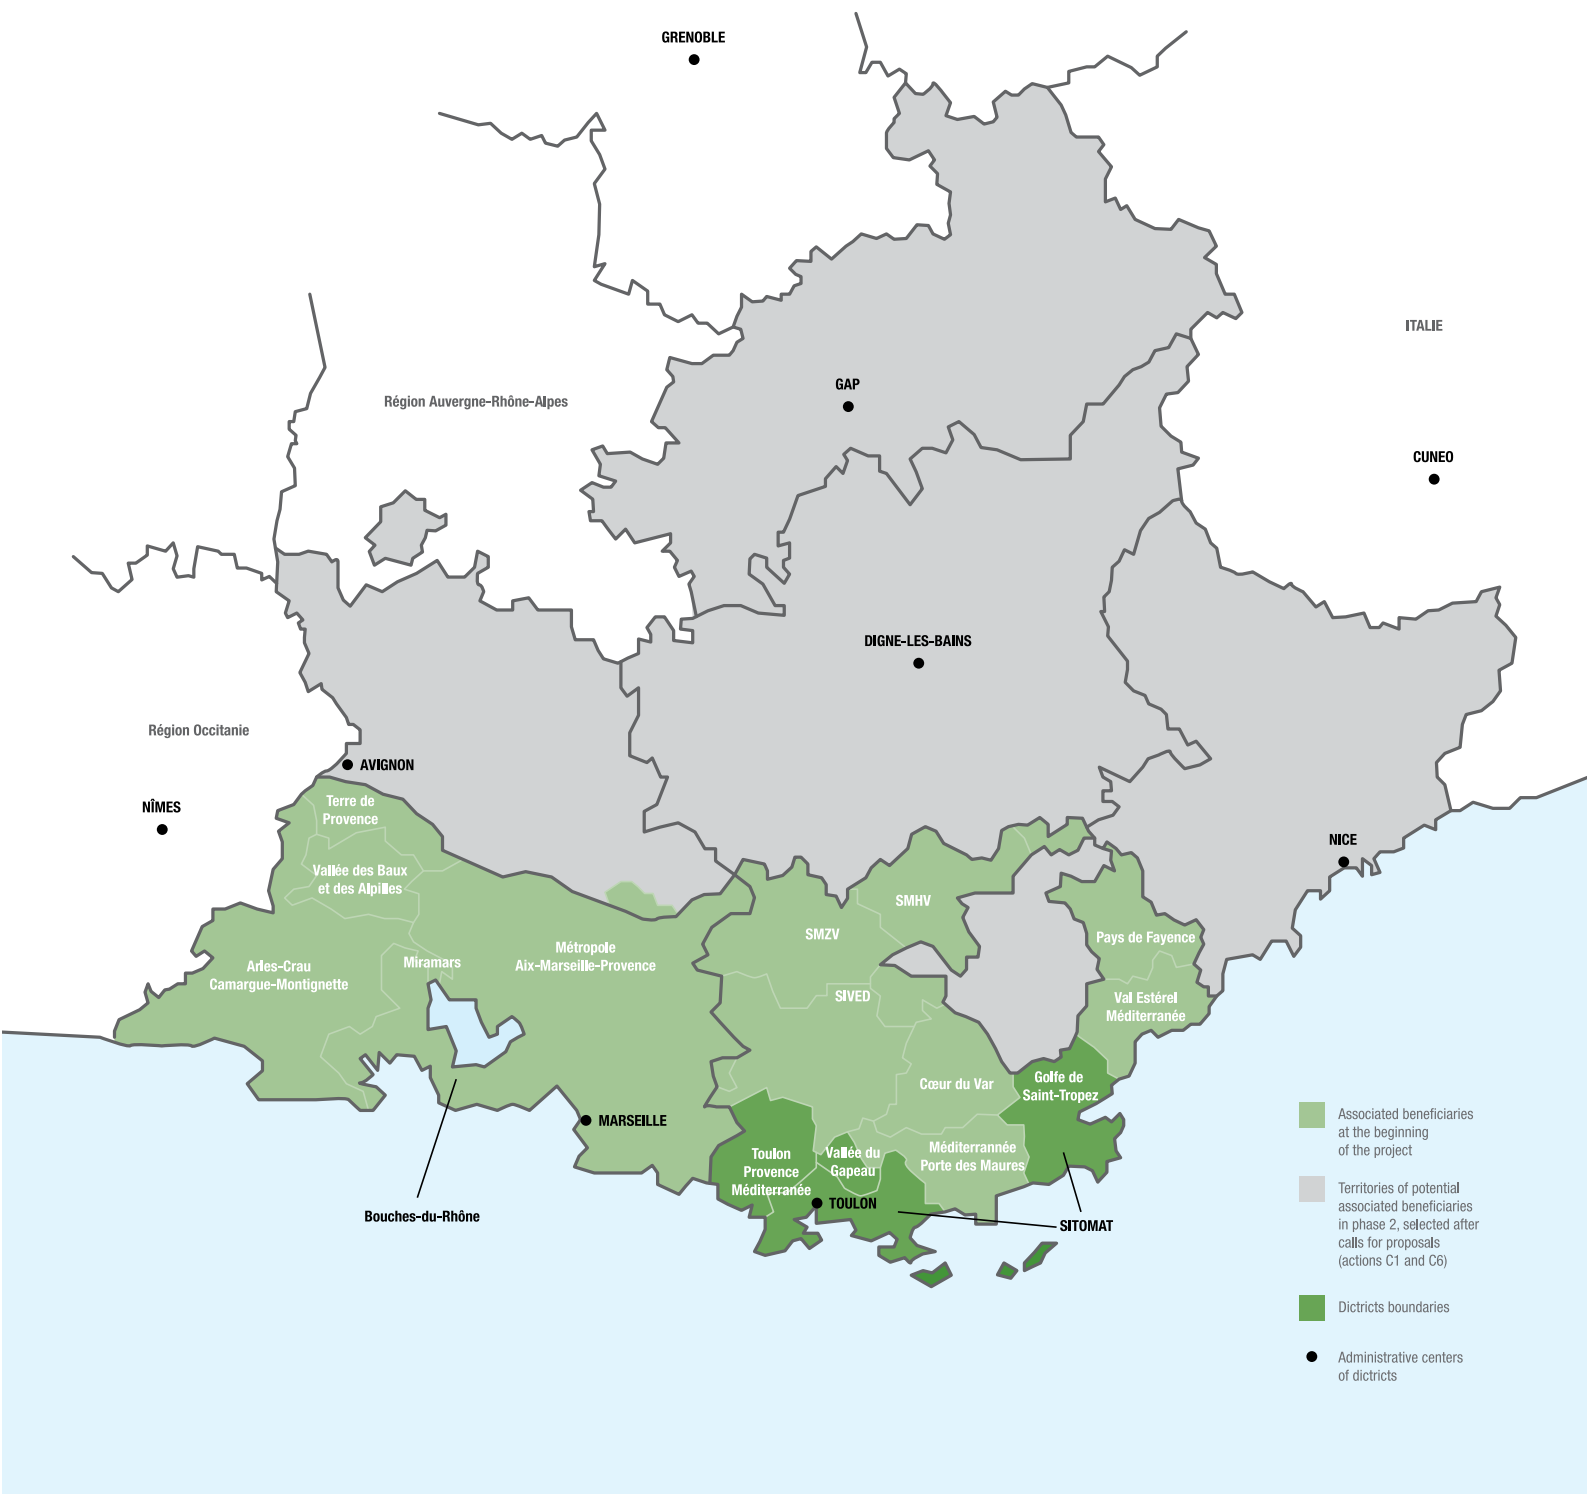 GRENOBLE
ITALIE
GAP
Région Auvergne-Rhône-Alpes
CUNEO
DIGNE-LES-BAINS
Région Occitanie
AVIGNON
NÎMES
Terre de
Provence
NICE
Vallée des Baux
et des Alpilles
SMHV
SMZV
Pays de Fayence
Métropole
Aix-Marseille-Provence
Miramars
Arles-Crau
Camargue-Montignette
SIVED
Val Estérel
Méditerranée
Cœur du Var
Golfe de
Saint-Tropez
MARSEILLE
Toulon
Provence
Méditerranée
Vallée du
Gapeau
Méditerrannée
Porte des Maures
TOULON
Bouches-du-Rhône
SITOMAT
Associated beneficiaries
at the beginning
of the project
Territories of potential
associated beneficiaries
in phase 2, selected after
calls for proposals
(actions C1 and C6)
Dictricts boundaries
Administrative centers
of dictricts